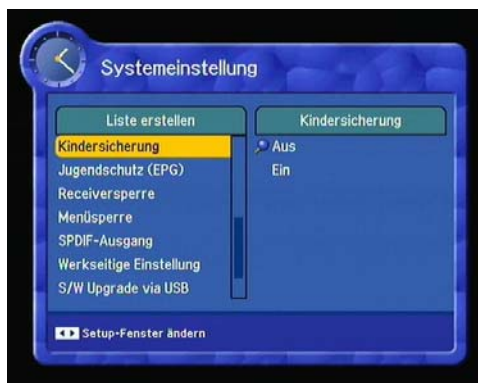 Systemeinstellung
Liste erstellen
Kindersicherung
Jugendschutz (EPG)
Receiversperre
Menüsperre
SPDIF-Ausgang
Werkseitige Einstellung
S/W Upgrade via USB
Kindersicherung
Aus
Ein
Setup-Fenster ändern